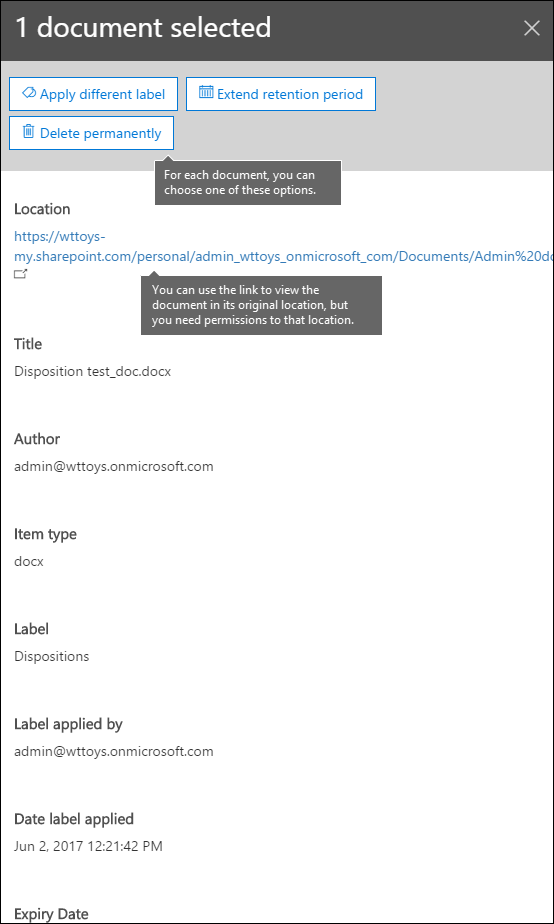 1 document selected
Apply different label
Extend retention period
Delete permanently
For each document, you can
choose one of these options.
Location
https://wttoys-
my.sharepoint.com/personal/admin_wttoys_onmicrosoft_com/Documents/Admin%20do
You can use the link to view the
document in its original location, but
you need permissions to that location.
Title
Disposition test_doc.docx
Author
admin@wttoys.onmicrosoft.com
Item type
docx
Label
Dispositions
Label applied by
admin@wttoys.onmicrosoft.com
Date label applied
Jun 2, 2017 12:21:42 PM
Expiry Date